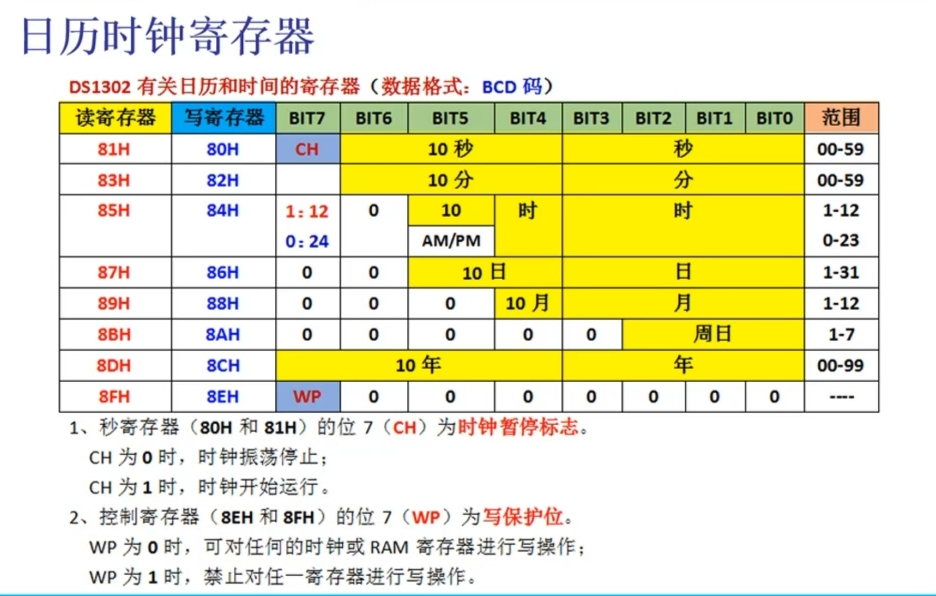 日历时钟寄存器
DS1302 有关日历和时间的寄存器（数据格式：BCD 码）
读寄存器 写寄存器 BIT7 BIT6 BIT5 BIT4 BIT3 BIT2 BIT1 BIT0 范围
81H 80H CH 10 秒 秒 00-59
83H 82H 10 分 分 00-59
85H 84H 1：12 0 10 时 时 1-12
0：24 AM/PM 0-23
87H 86H 0 0 10 日 日 1-31
89H 88H 0 0 0 10 月 月 1-12
8BH 8AH 0 0 0 0 0 周日 1-7
8DH 8CH 10 年 年 00-99
8FH 8EH WP 0 0 0 0 0 0 0 ----
1、秒寄存器（80H 和 81H）的位 7（CH）为时钟暂停标志。
CH 为 0 时，时钟振荡停止；
CH 为 1 时，时钟开始运行。
2、控制寄存器（8EH 和 8FH）的位 7（WP）为写保护位。
WP 为 0 时，可对任何的时钟或 RAM 寄存器进行写操作；
WP 为 1 时，禁止对任一寄存器进行写操作。